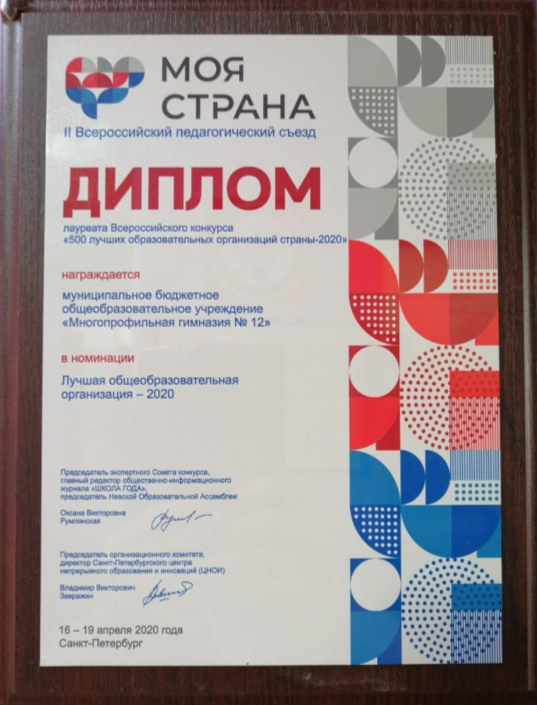 МОЯ
СТРАНА
II Всероссийский педагогический съезд
ДИПЛОМ
лауреата Всероссийского конкурса
«500 лучших образовательных организаций страны-2020»
награждается
муниципальное бюджетное
общеобразовательное учреждение
«Многопрофильная гимназия № 12»
в номинации
Лучшая общеобразовательная
организация – 2020
Председатель экспертного Совета конкурса,
главный редактор общественно-информационного
журнала «ШКОЛА ГОДА»,
председатель Невской Образовательной Ассамблеи
Оксана Викторовна
Румлянская
Председатель организационного комитета,
директор Санкт-Петербургского центра
непрерывного образования и инноваций (ЦНОИ)
Владимир Викторович
Завражин
16 – 19 апреля 2020 года
Санкт-Петербург